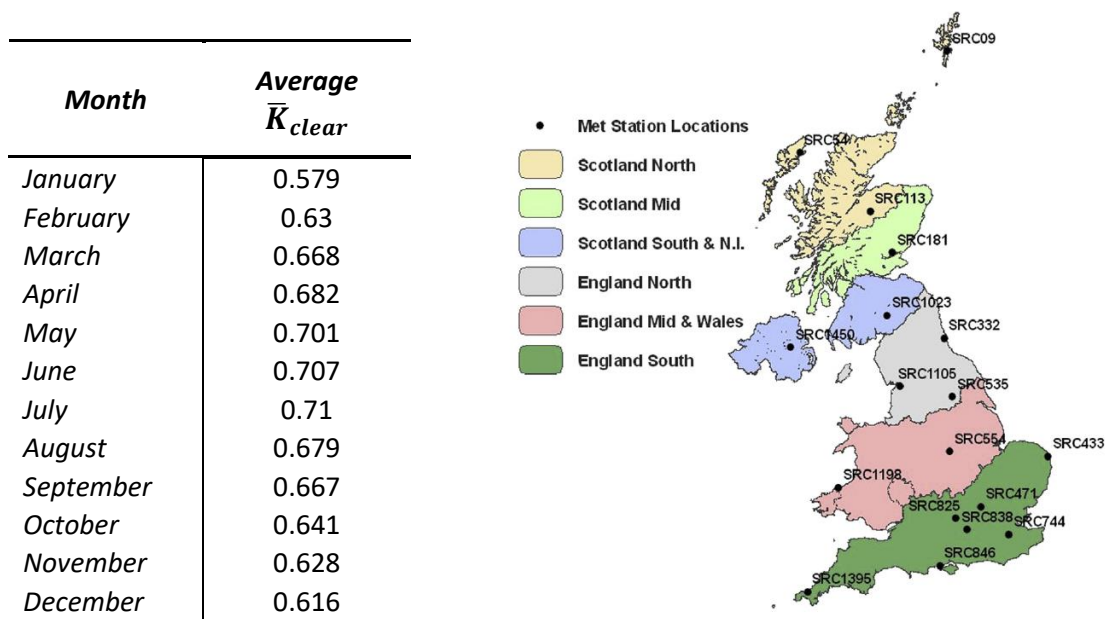 Month Average
K̅clear
January 0.579
February 0.63
March 0.668
April 0.682
May 0.701
June 0.707
July 0.71
August 0.679
September 0.667
October 0.641
November 0.628
December 0.616
Met Station Locations
Scotland North
Scotland Mid
Scotland South & N.I.
England North
England Mid & Wales
England South
SRC09
SRC54
SRC113
SRC181
SRC1023
SRC332
SRC1450
SRC1105
SRC535
SRC554
SRC433
SRC1198
SRC471
SRC825
SRC838
SRC744
SRC846
SRC1395